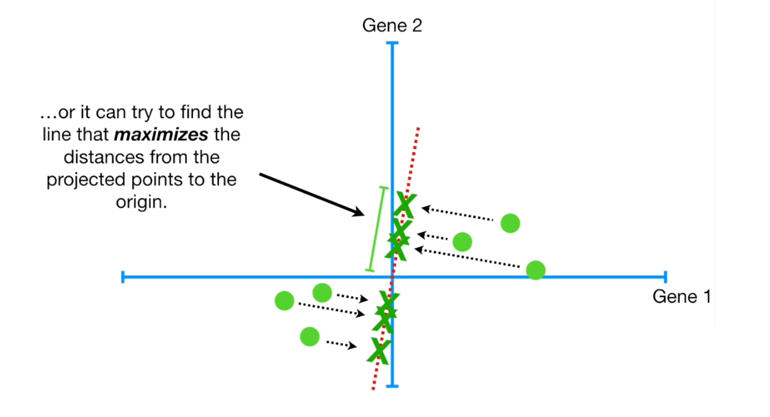 Gene 2
…or it can try to find the
line that maximizes the
distances from the
projected points to the
origin.
Gene 1